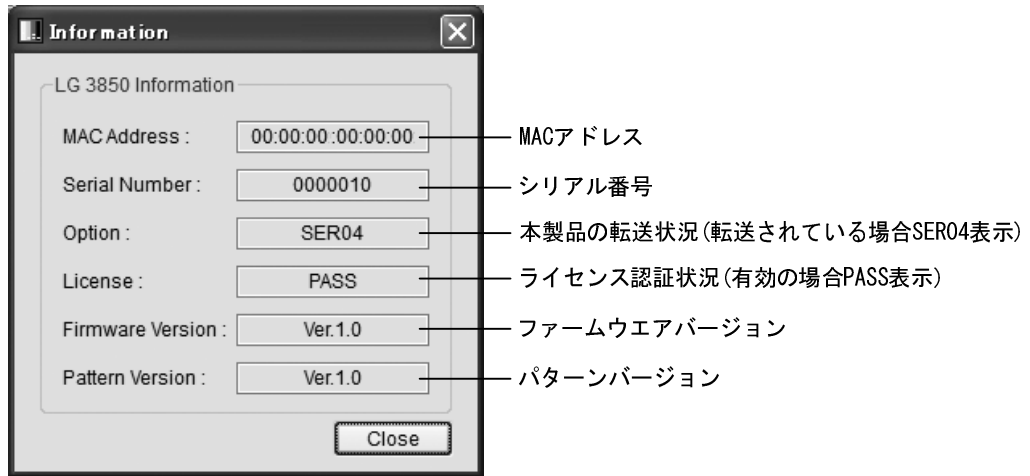 Information
LG 3850 Information
MAC Address : 00:00:00:00:00:00 MACアドレス
Serial Number : 0000010 シリアル番号
Option : SER04 本製品の転送状況(転送されている場合SER04表示)
License : PASS ライセンス認証状況(有効の場合PASS表示)
Firmware Version : Ver.1.0 ファームウエアバージョン
Pattern Version : Ver.1.0 パターンバージョン
Close